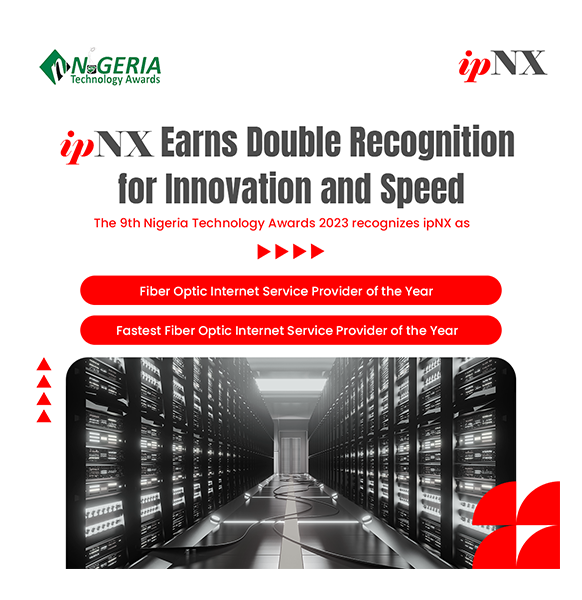 NIGERIA
Technology Awards
ipNX
ipNX Earns Double Recognition
for Innovation and Speed
The 9th Nigeria Technology Awards 2023 recognizes ipNX as
Fiber Optic Internet Service Provider of the Year
Fastest Fiber Optic Internet Service Provider of the Year